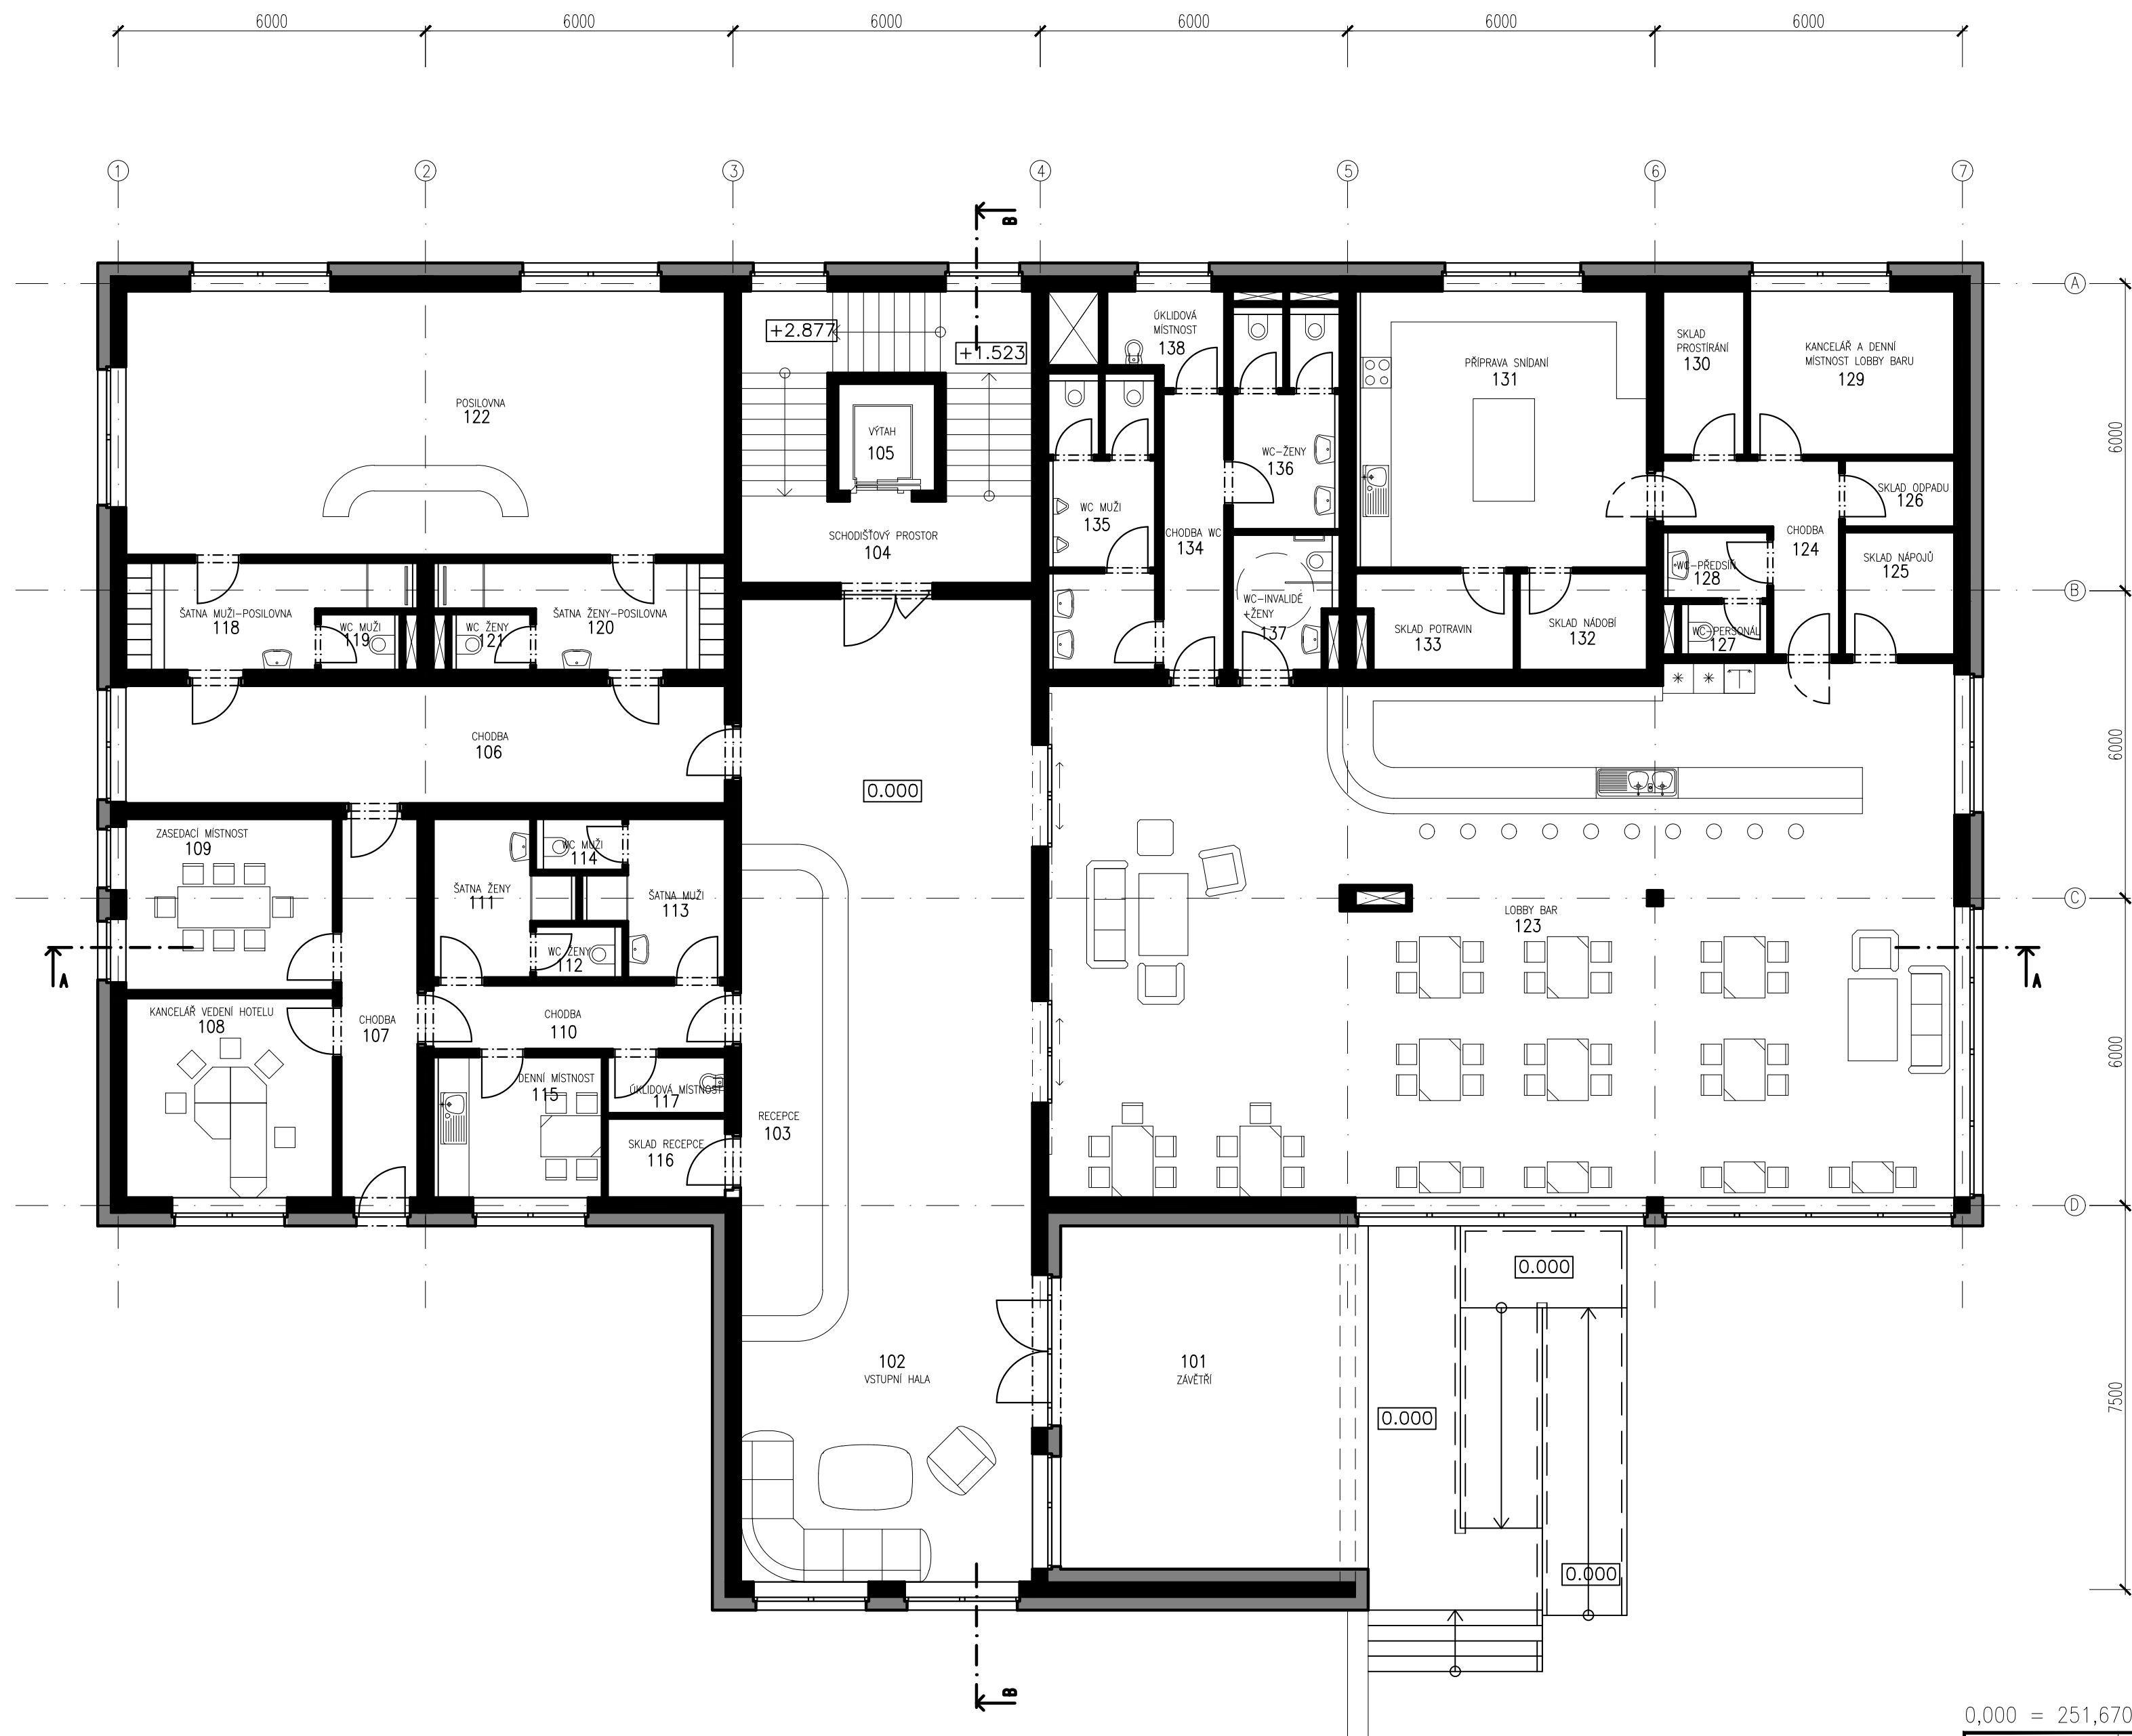 6000 6000 6000 6000 6000 6000
1 2 3 4 5 6 7
B
A
+2.877
+1.523
ÚKLIDOVÁ
MÍSTNOST
138
SKLAD
PROSTÍRÁNÍ
130
KANCELÁŘ A DENNÍ
MÍSTNOST LOBBY BARU
129
PŘÍPRAVA SNÍDANÍ
131
POSILOVNA
122
VÝTAH
105
WC-ŽENY
136
6000
SKLAD ODPADU
126
WC MUŽI
135
SCHODIŠŤOVÝ PROSTOR
104
CHODBA WC
134
CHODBA
124
SKLAD NÁPOJŮ
125
WC-PŘEDSÍŇ
128
B
WC-INVALIDÉ
+ŽENY
137
ŠATNA MUŽI-POSILOVNA
118
WC MUŽI
119
WC ŽENY
121
ŠATNA ŽENY-POSILOVNA
120
SKLAD POTRAVIN
133
SKLAD NÁDOBÍ
132
WC-PERSONÁL
127
CHODBA
106
6000
0.000
ZASEDACÍ MÍSTNOST
109
WC MUŽI
114
ŠATNA ŽENY
111
ŠATNA MUŽI
113
C
LOBBY BAR
123
WC ŽENY
112
A
A
KANCELÁŘ VEDENÍ HOTELU
108
CHODBA
107
CHODBA
110
6000
DENNÍ MÍSTNOST
115
ÚKLIDOVÁ MÍSTNOST
117
RECEPCE
103
SKLAD RECEPCE
116
D
0.000
102
VSTUPNÍ HALA
101
ZÁVĚTŘÍ
0.000
7500
0.000
B
0,000 = 251,670